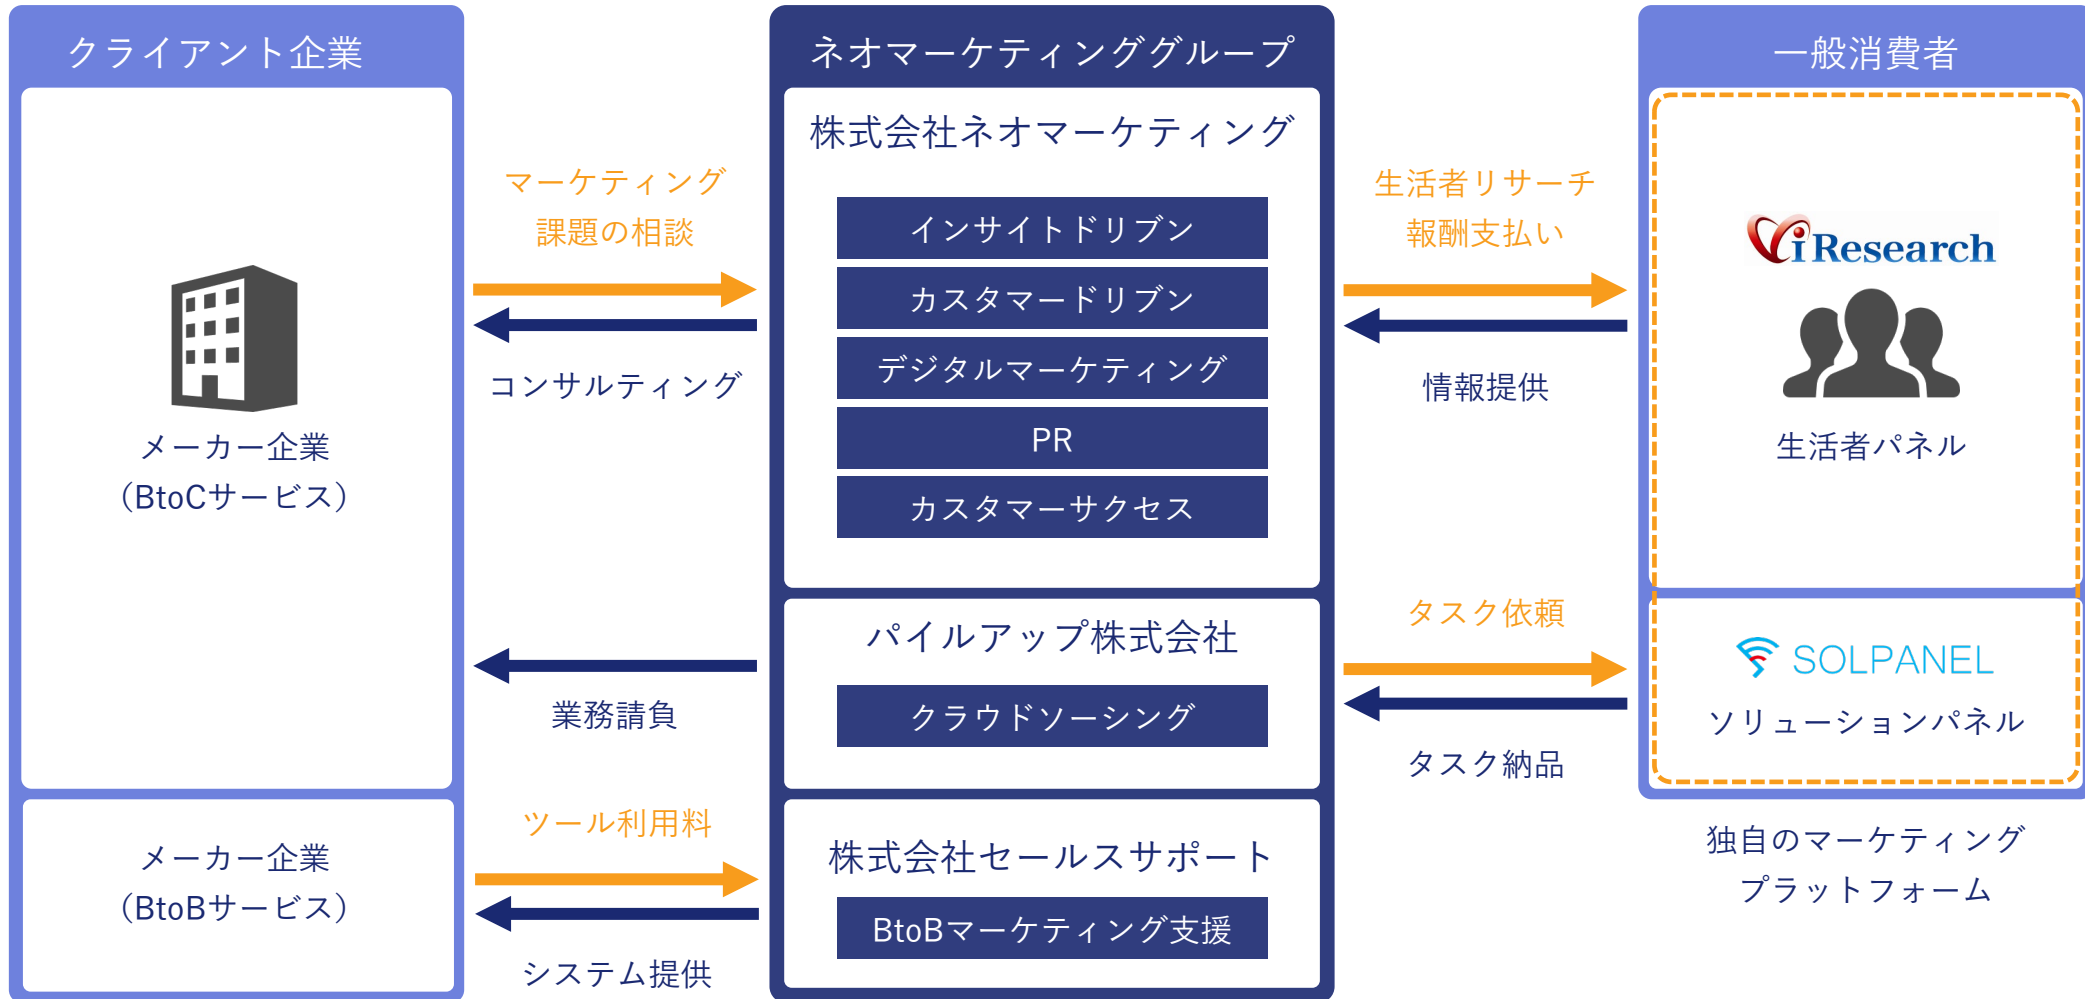 クライアント企業
メーカー企業
（BtoCサービス）
メーカー企業
（BtoBサービス）
マーケティング
課題の相談
コンサルティング
業務請負
ツール利用料
システム提供
ネオマーケティンググループ
株式会社ネオマーケティング
インサイトドリブン
カスタマードリブン
デジタルマーケティング
PR
カスタマーサクセス
パイルアップ株式会社
クラウドソーシング
株式会社セールスサポート
BtoBマーケティング支援
生活者リサーチ
報酬支払い
情報提供
タスク依頼
タスク納品
一般消費者
iResearch
生活者パネル
SOLPANEL
ソリューションパネル
独自のマーケティング
プラットフォーム